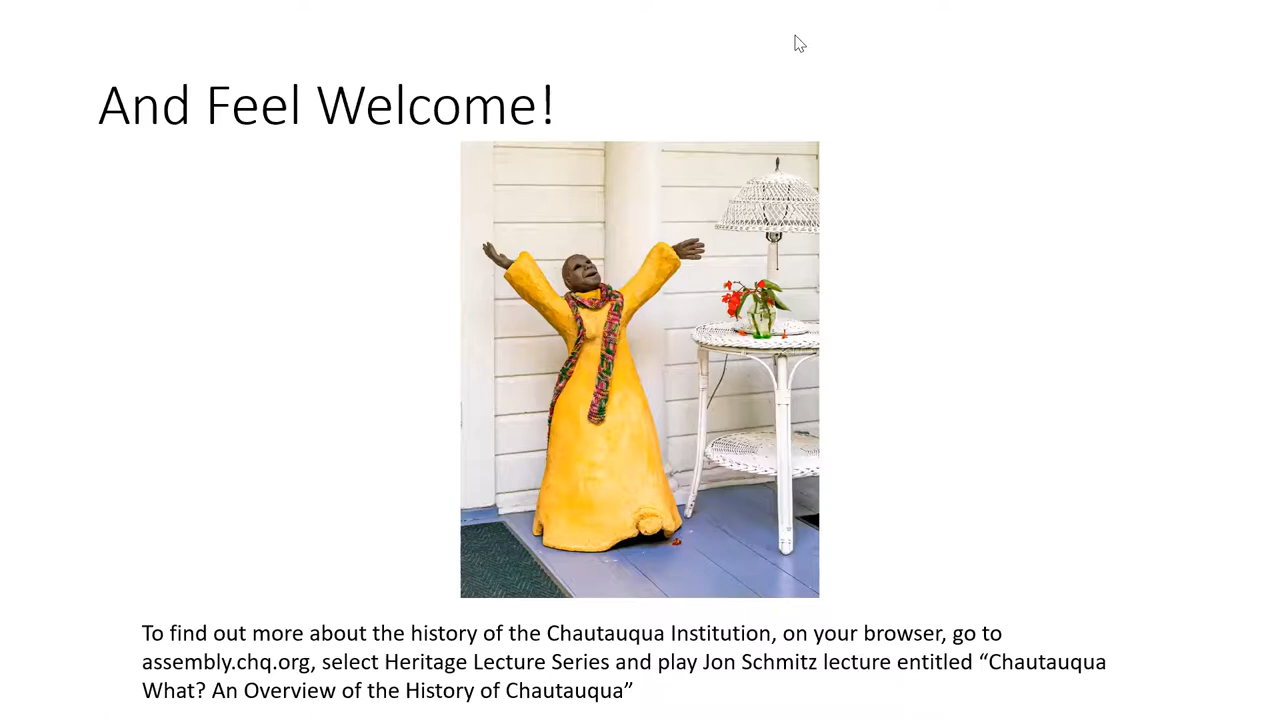 And Feel Welcome!
To find out more about the history of the Chautauqua Institution, on your browser, go to
assembly.chq.org, select Heritage Lecture Series and play Jon Schmitz lecture entitled “Chautauqua
What? An Overview of the History of Chautauqua”